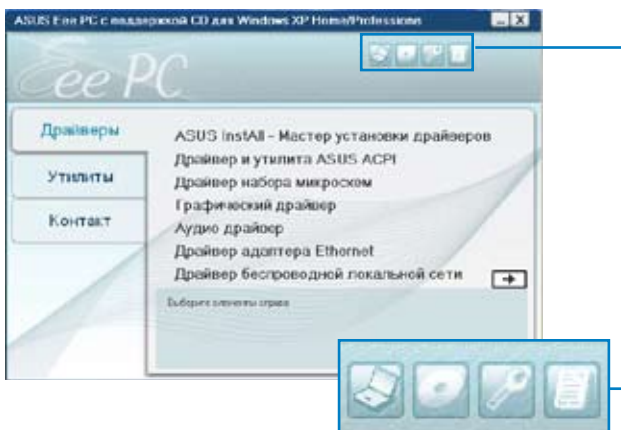 ASUS Eee PC с поддержкой CD для Windows XP Home/Professionn
Eee PC
Драйверы
Утилиты
Контакт
ASUS InstAll - Мастер установки драйверов
Драйвер и утилита ASUS ACPI
Драйвер набора микросхом
Графический драйвер
Аудио драйвер
Драйвер адаптера Ethernet
Драйвер беспроводной локальной сети
Выберите элементы справа